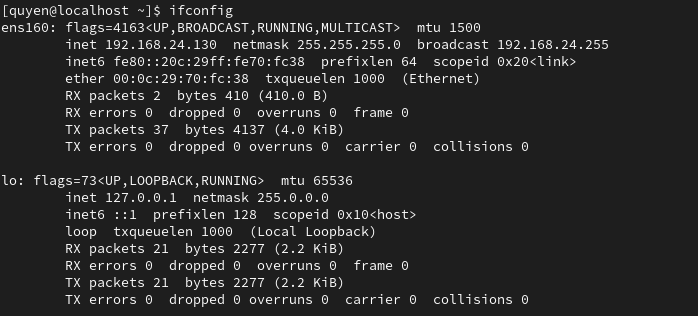 [quyen@localhost ~]$ ifconfig
ens160: flags=4163<UP,BROADCAST,RUNNING,MULTICAST>  mtu 1500
        inet 192.168.24.130  netmask 255.255.255.0  broadcast 192.168.24.255
        inet6 fe80::20c:29ff:fe70:fc38  prefixlen 64  scopeid 0x20<link>
        ether 00:0c:29:70:fc:38  txqueuelen 1000  (Ethernet)
        RX packets 2  bytes 410 (410.0 B)
        RX errors 0  dropped 0  overruns 0  frame 0
        TX packets 37  bytes 4137 (4.0 KiB)
        TX errors 0  dropped 0 overruns 0  carrier 0  collisions 0

lo: flags=73<UP,LOOPBACK,RUNNING>  mtu 65536
        inet 127.0.0.1  netmask 255.0.0.0
        inet6 ::1  prefixlen 128  scopeid 0x10<host>
        loop  txqueuelen 1000  (Local Loopback)
        RX packets 21  bytes 2277 (2.2 KiB)
        RX errors 0  dropped 0  overruns 0  frame 0
        TX packets 21  bytes 2277 (2.2 KiB)
        TX errors 0  dropped 0 overruns 0  carrier 0  collisions 0